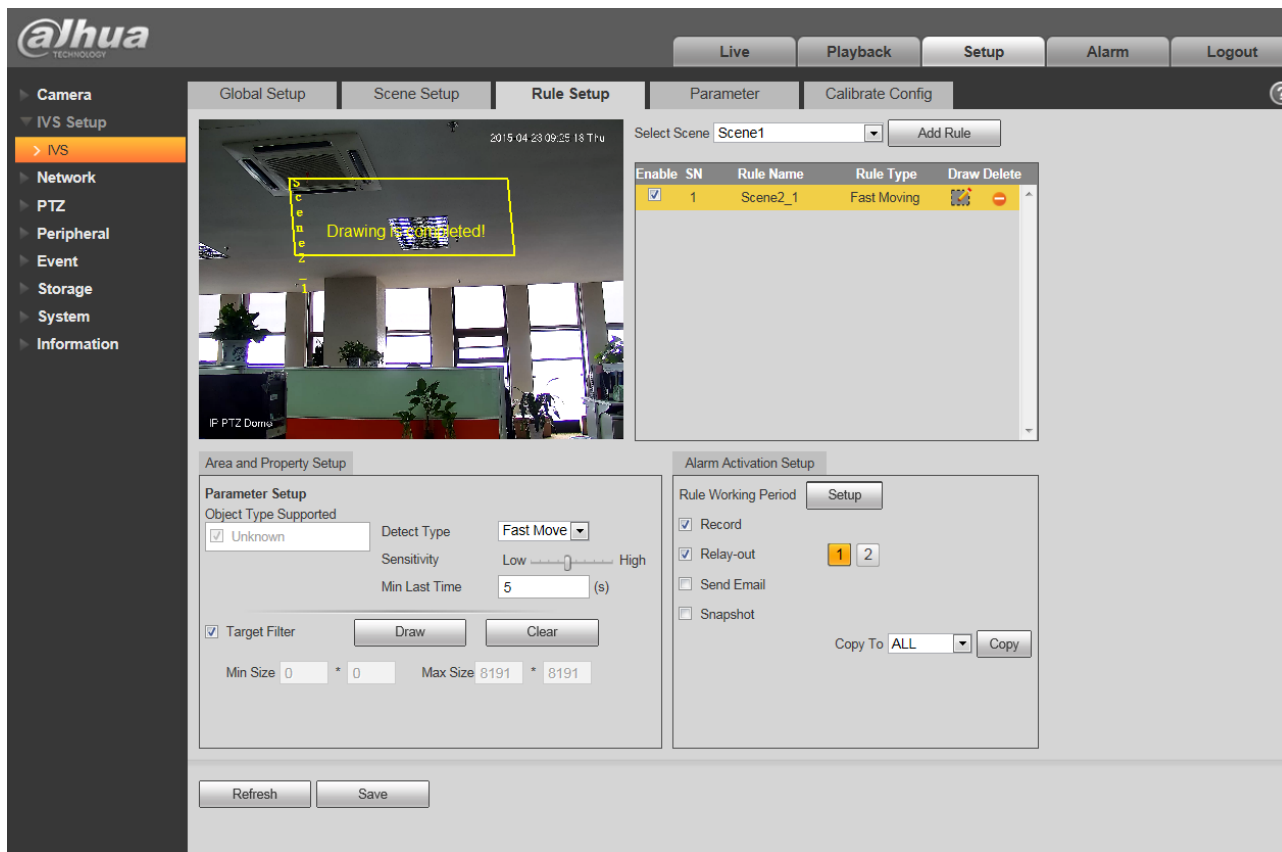 alhua
TECHNOLOGY
Live
Playback
Setup
Alarm
Logout
Camera
IVS Setup
IVS
Network
PTZ
Peripheral
Event
Storage
System
Information
Global Setup
Scene Setup
Rule Setup
Parameter
Calibrate Config
?
2015-04-23 09:25:18 Thu
Scene2_1
Drawing is completed!
IP PTZ Dome
Select Scene Scene1 Add Rule
Enable SN Rule Name Rule Type Draw Delete
1 Scene2_1 Fast Moving
Area and Property Setup
Parameter Setup
Object Type Supported
Unknown
Detect Type Fast Move
Sensitivity Low High
Min Last Time 5 (s)
Target Filter Draw Clear
Min Size 0 * 0 Max Size 8191 * 8191
Alarm Activation Setup
Rule Working Period Setup
Record
Relay-out 1 2
Send Email
Snapshot
Copy To ALL Copy
Refresh Save